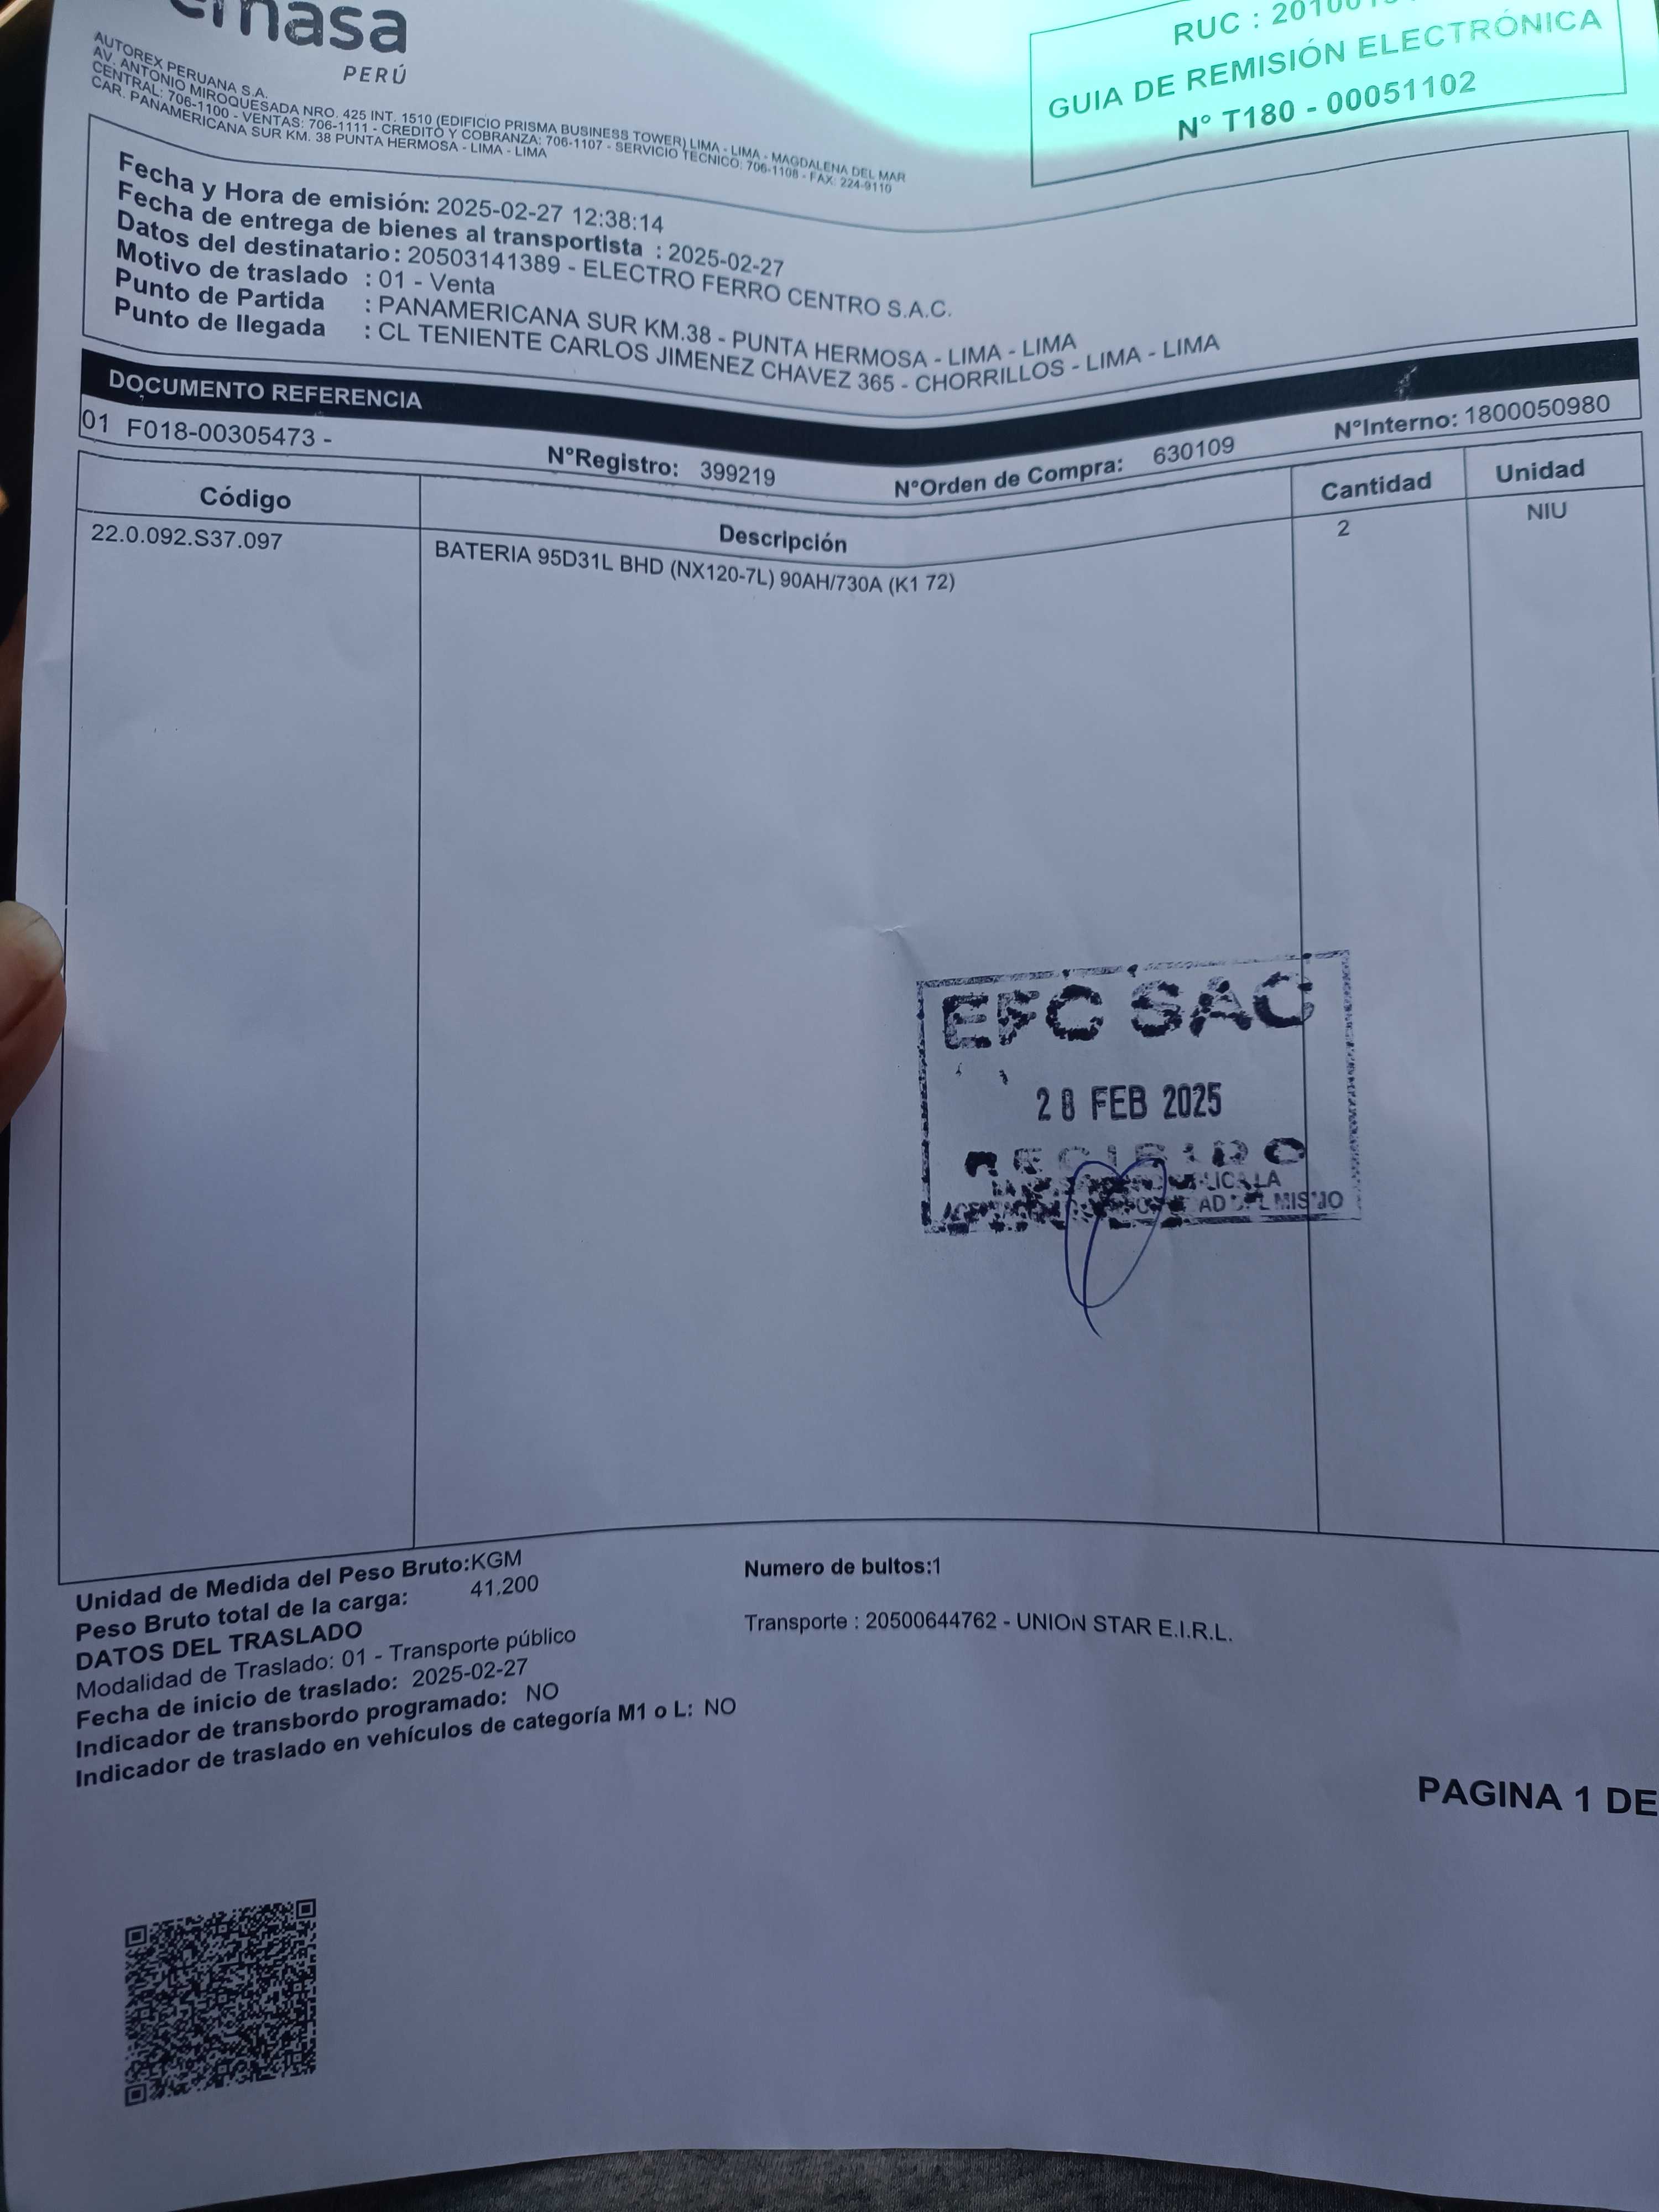 emasa
PERÚ
RUC : 201001
GUIA DE REMISIÓN ELECTRÓNICA
N° T180 - 00051102
AUTOREX PERUANA S.A.
AV. ANTONIO MIROQUESADA NRO. 425 INT. 1510 (EDIFICIO PRISMA BUSINESS TOWER) LIMA - LIMA - MAGDALENA DEL MAR
CENTRAL: 706-1100 - VENTAS: 706-1111 - CREDITO Y COBRANZA: 706-1107 - SERVICIO TECNICO: 706-1108 - FAX: 224-9110
CAR. PANAMERICANA SUR KM. 38 PUNTA HERMOSA - LIMA - LIMA
Fecha y Hora de emisión: 2025-02-27 12:38:14
Fecha de entrega de bienes al transportista : 2025-02-27
Datos del destinatario : 20503141389 - ELECTRO FERRO CENTRO S.A.C.
Motivo de traslado : 01 - Venta
Punto de Partida : PANAMERICANA SUR KM.38 - PUNTA HERMOSA - LIMA - LIMA
Punto de llegada : CL TENIENTE CARLOS JIMENEZ CHAVEZ 365 - CHORRILLOS - LIMA - LIMA
DOCUMENTO REFERENCIA
01 F018-00305473 - N°Registro: 399219 N°Orden de Compra: 630109 N°Interno: 1800050980
Código Descripción Cantidad Unidad
22.0.092.S37.097 BATERIA 95D31L BHD (NX120-7L) 90AH/730A (K1 72) 2 NIU
EFC SAC
28 FEB 2025
RECIBIDO
LICA LA
AD DEL MISMO
Unidad de Medida del Peso Bruto:KGM Numero de bultos:1
Peso Bruto total de la carga: 41.200
DATOS DEL TRASLADO Transporte : 20500644762 - UNION STAR E.I.R.L.
Modalidad de Traslado: 01 - Transporte público
Fecha de inicio de traslado: 2025-02-27
Indicador de transbordo programado: NO
Indicador de traslado en vehículos de categoría M1 o L: NO
PAGINA 1 DE